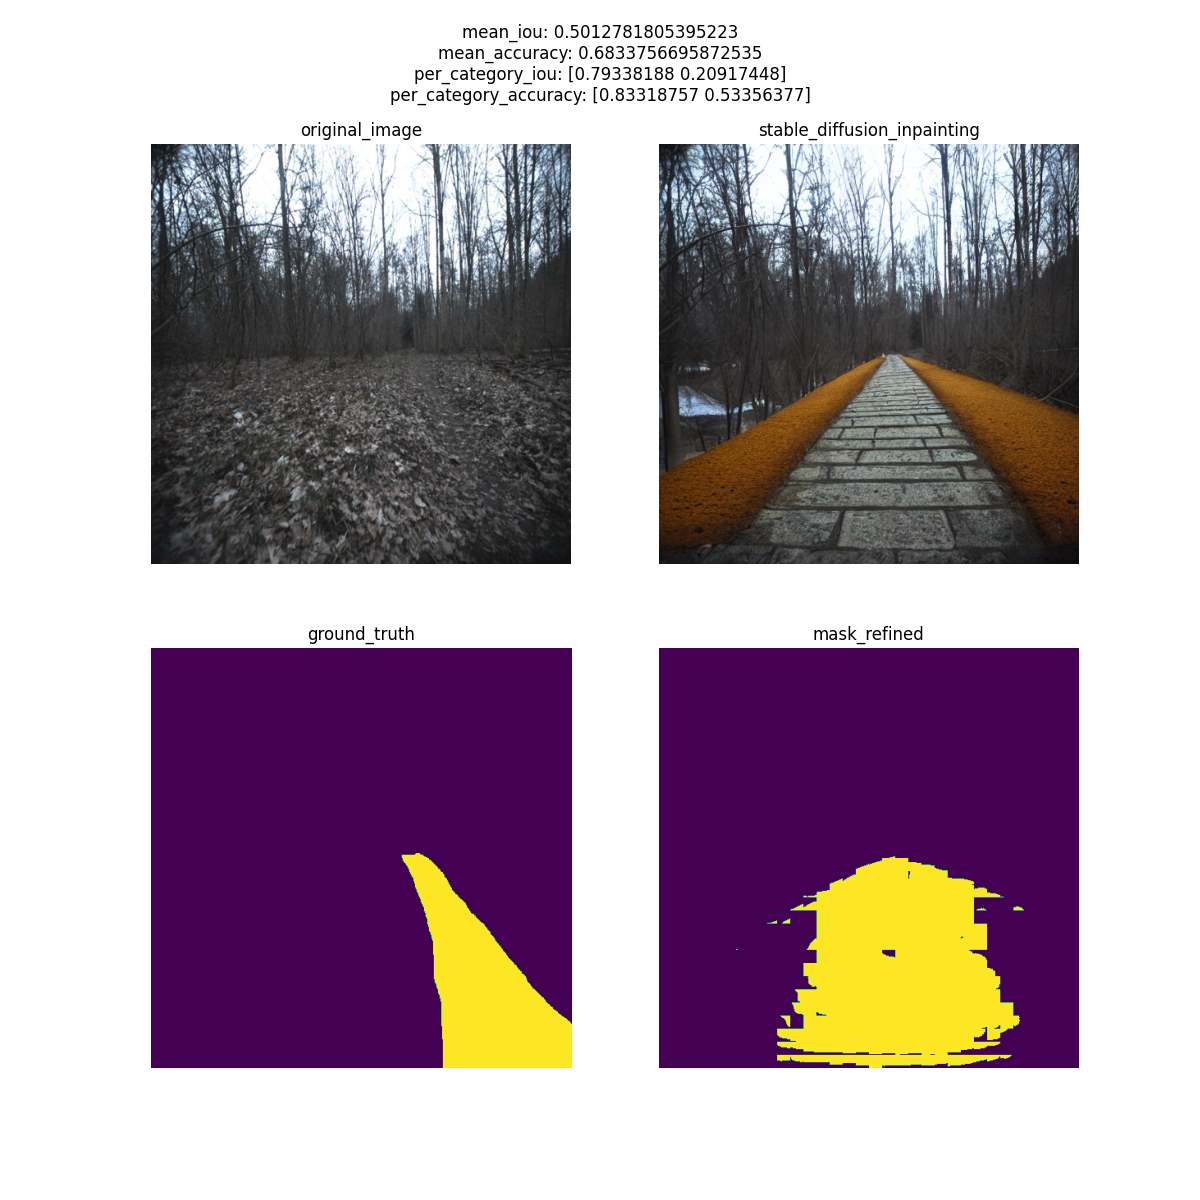 mean_iou: 0.5012781805395223
mean_accuracy: 0.6833756695872535
per_category_iou: [0.79338188 0.20917448]
per_category_accuracy: [0.83318757 0.53356377]
original_image
stable_diffusion_inpainting
ground_truth
mask_refined